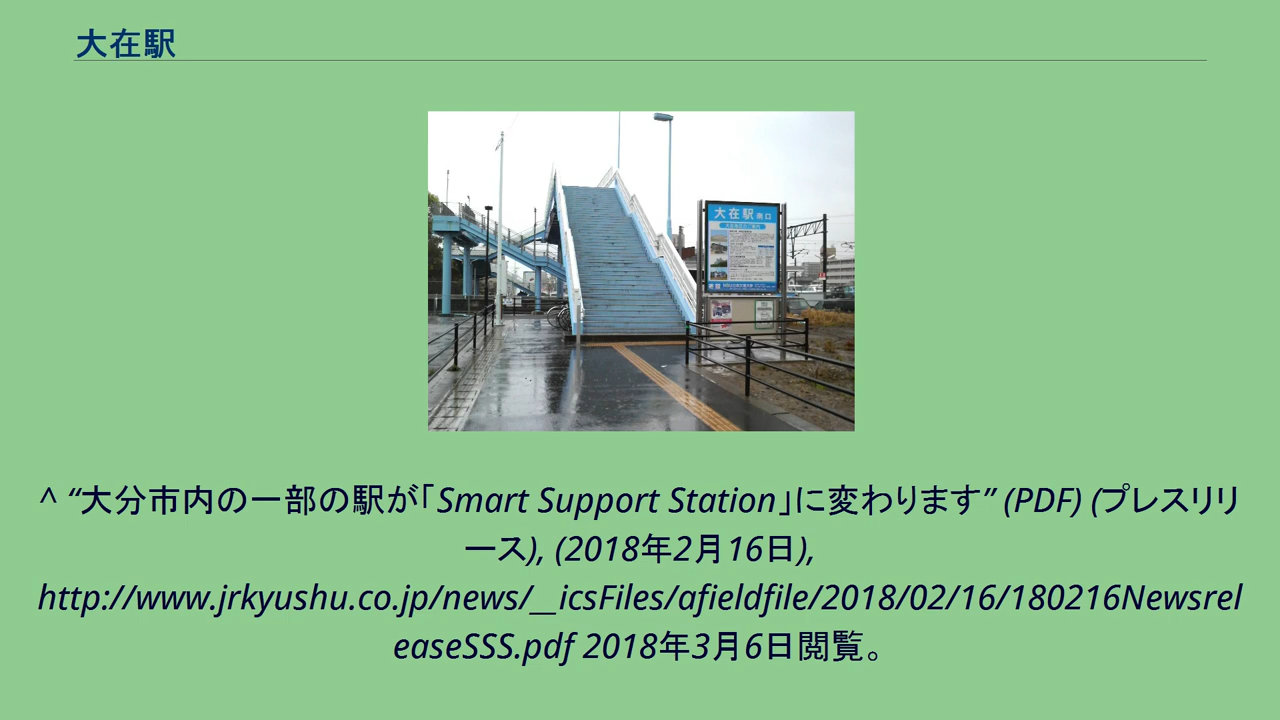 大在駅
大在駅 南口
^ “大分市内の一部の駅が｢Smart Support Station｣に変わります” (PDF) (プレスリリ
ース), (2018年2月16日),
http://www.jrkyushu.co.jp/news/__icsFiles/afieldfile/2018/02/16/180216Newsrel
easeSSS.pdf 2018年3月6日閲覧。